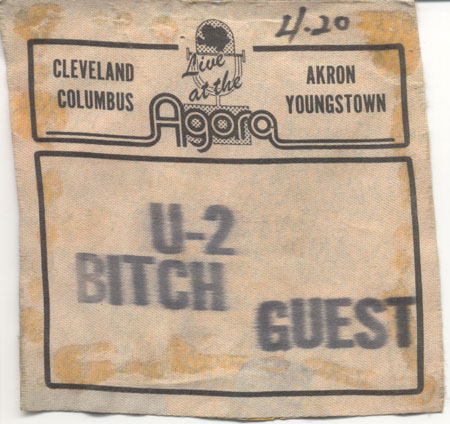 4.20
Live
at the
Agora
CLEVELAND
COLUMBUS
AKRON
YOUNGSTOWN
U-2
BITCH
GUEST